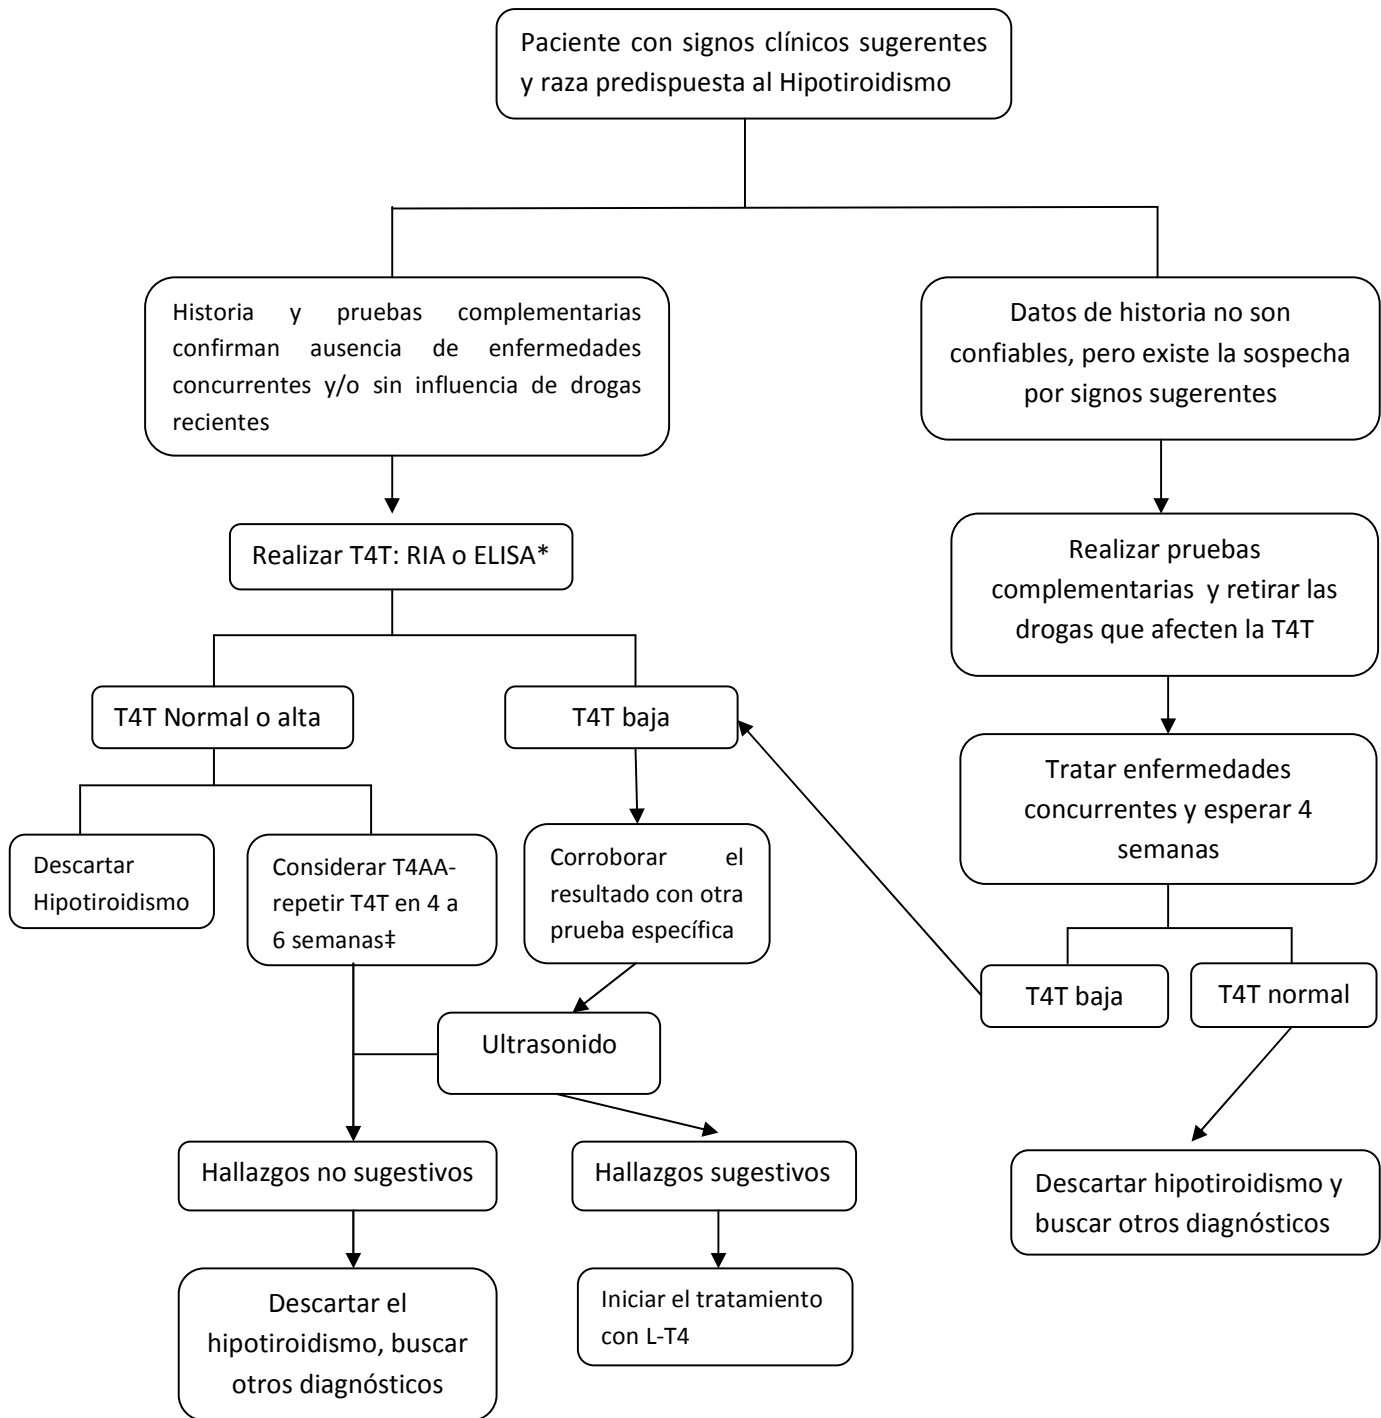 Paciente con signos clínicos sugerentes
y raza predispuesta al Hipotiroidismo
Historia y pruebas complementarias
confirman ausencia de enfermedades
concurrentes y/o sin influencia de drogas
recientes
Datos de historia no son
confiables, pero existe la sospecha
por signos sugerentes
Realizar T4T: RIA o ELISA*
Realizar pruebas
complementarias y retirar las
drogas que afecten la T4T
T4T Normal o alta
T4T baja
Tratar enfermedades
concurrentes y esperar 4
semanas
Descartar
Hipotiroidismo
Considerar T4AA-
repetir T4T en 4 a
6 semanas‡
Corroborar el
resultado con otra
prueba específica
T4T baja
T4T normal
Ultrasonido
Hallazgos no sugestivos
Hallazgos sugestivos
Descartar hipotiroidismo y
buscar otros diagnósticos
Descartar el
hipotiroidismo, buscar
otros diagnósticos
Iniciar el tratamiento
con L-T4